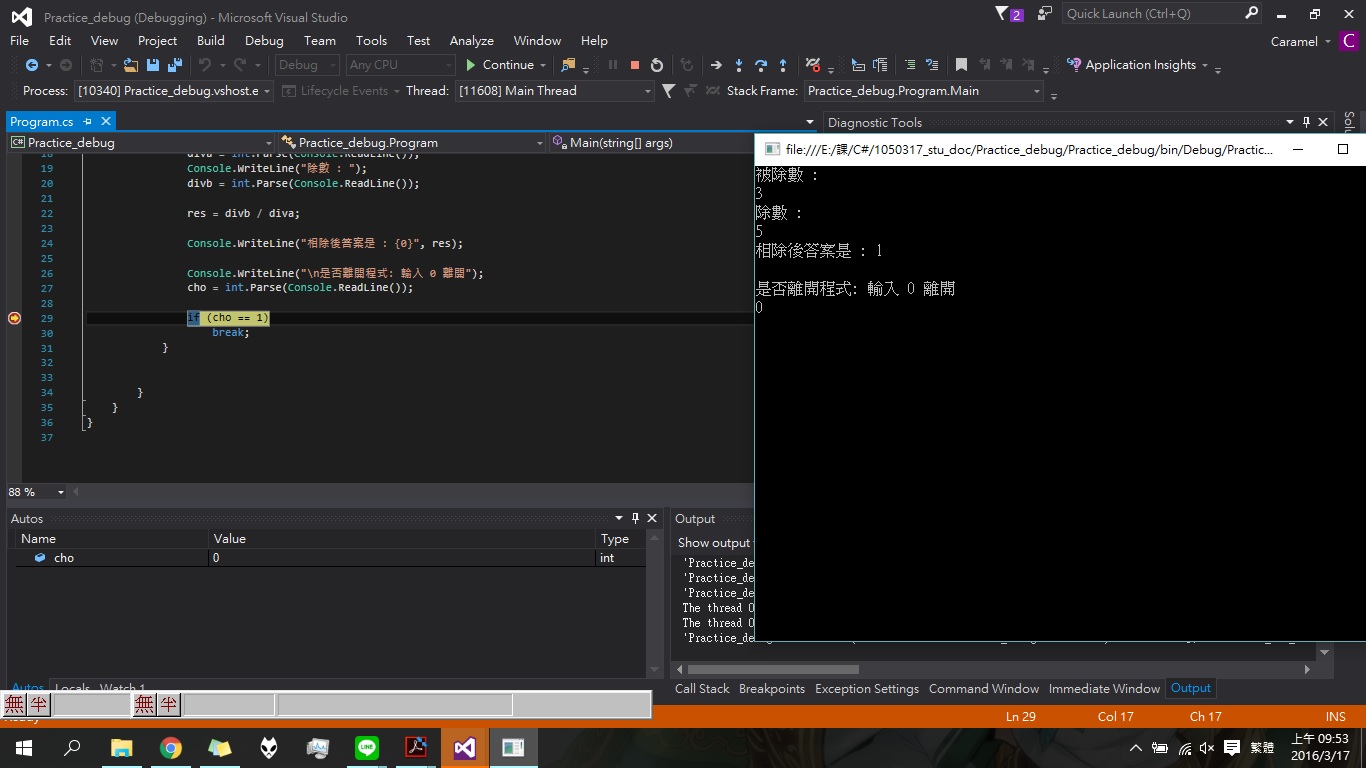 Practice_debug (Debugging) - Microsoft Visual Studio
2
Quick Launch (Ctrl+Q)
File Edit View Project Build Debug Team Tools Test Analyze Window Help
Caramel
C
Debug Any CPU Continue Application Insights
Process: [10340] Practice_debug.vshost.e Lifecycle Events Thread: [11608] Main Thread Stack Frame: Practice_debug.Program.Main
Program.cs
Diagnostic Tools
C# Practice_debug Practice_debug.Program Main(string[] args)
18 diva = int.Parse(Console.ReadLine());
19 Console.WriteLine("除數 : ");
20 divb = int.Parse(Console.ReadLine());
21
22 res = divb / diva;
23
24 Console.WriteLine("相除後答案是 : {0}", res);
25
26 Console.WriteLine("\n是否離開程式: 輸入 0 離開");
27 cho = int.Parse(Console.ReadLine());
28
29 if (cho == 1)
30 break;
31 }
32
33
34 }
35 }
36 }
37
88 %
file:///E:/課/C#/1050317_stu_doc/Practice_debug/Practice_debug/bin/Debug/Practic...
被除數 :
3
除數 :
5
相除後答案是 : 1
是否離開程式: 輸入 0 離開
0
Autos
Name Value Type
cho 0 int
Autos Locals Watch 1
Output
Show output
'Practice_de
'Practice_de
'Practice_de
The thread 0
The thread 0
'Practice_de
Call Stack Breakpoints Exception Settings Command Window Immediate Window Output
無 半 無 半
Ready
Ln 29 Col 17 Ch 17 INS
LINE
繁體
上午 09:53
2016/3/17